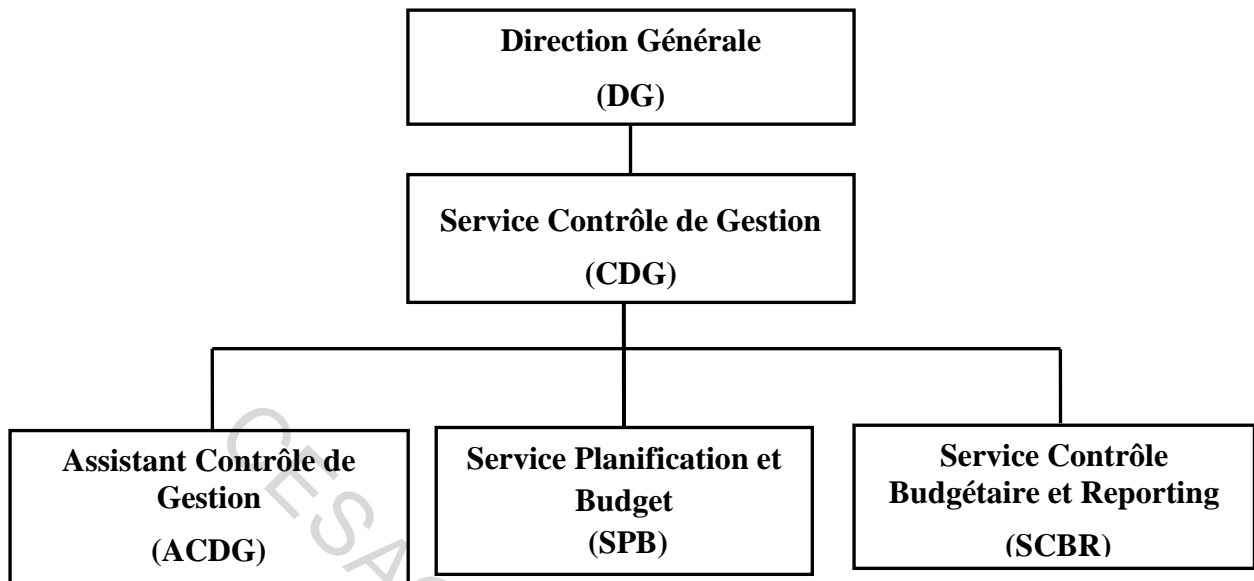 Direction Générale
(DG)
Service Contrôle de Gestion
(CDG)
Assistant Contrôle de
Gestion
(ACDG)
Service Planification et
Budget
(SPB)
Service Contrôle
Budgétaire et Reporting
(SCBR)